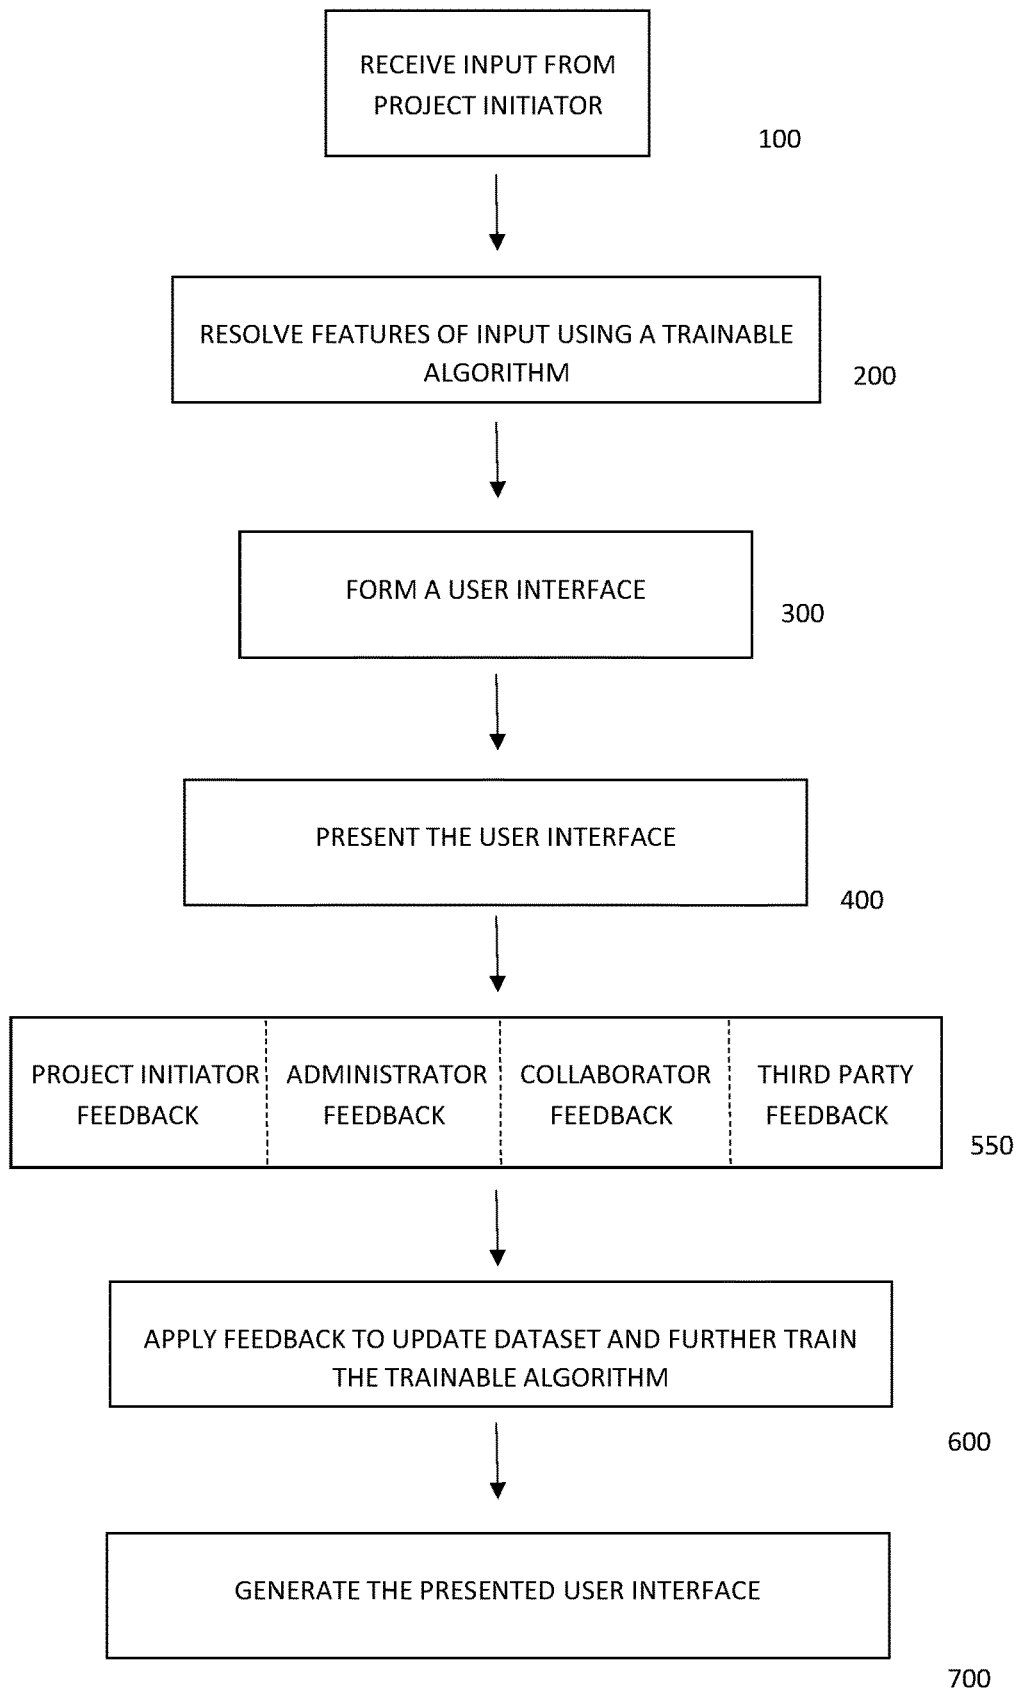 RECEIVE INPUT FROM
PROJECT INITIATOR
100
RESOLVE FEATURES OF INPUT USING A TRAINABLE
ALGORITHM
200
FORM A USER INTERFACE
300
PRESENT THE USER INTERFACE
400
PROJECT INITIATOR
FEEDBACK
ADMINISTRATOR
FEEDBACK
COLLABORATOR
FEEDBACK
THIRD PARTY
FEEDBACK
550
APPLY FEEDBACK TO UPDATE DATASET AND FURTHER TRAIN
THE TRAINABLE ALGORITHM
600
GENERATE THE PRESENTED USER INTERFACE
700